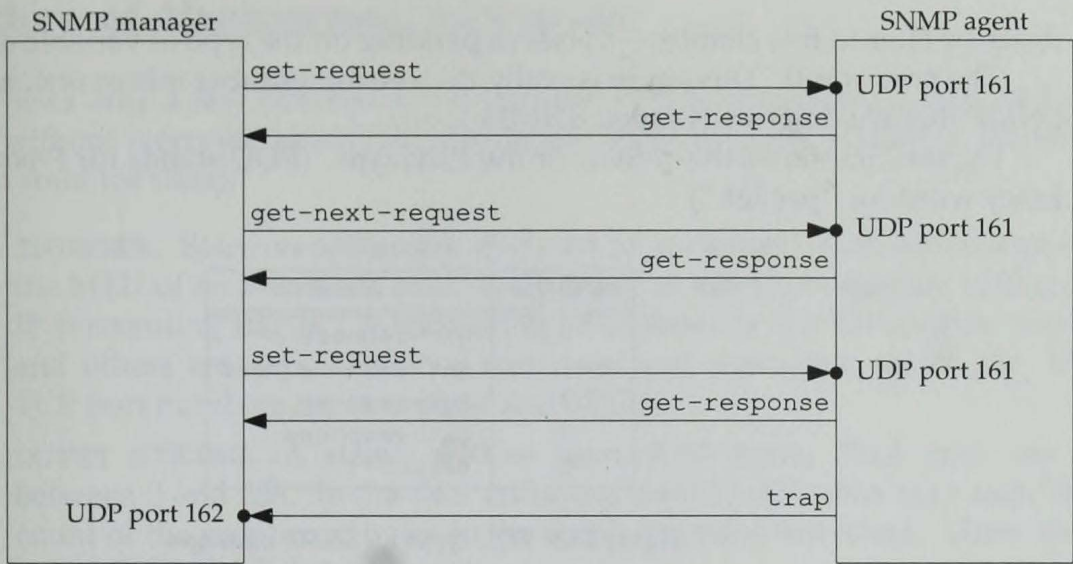 SNMP manager
SNMP agent
get-request
UDP port 161
get-response
get-next-request
UDP port 161
get-response
set-request
UDP port 161
get-response
trap
UDP port 162